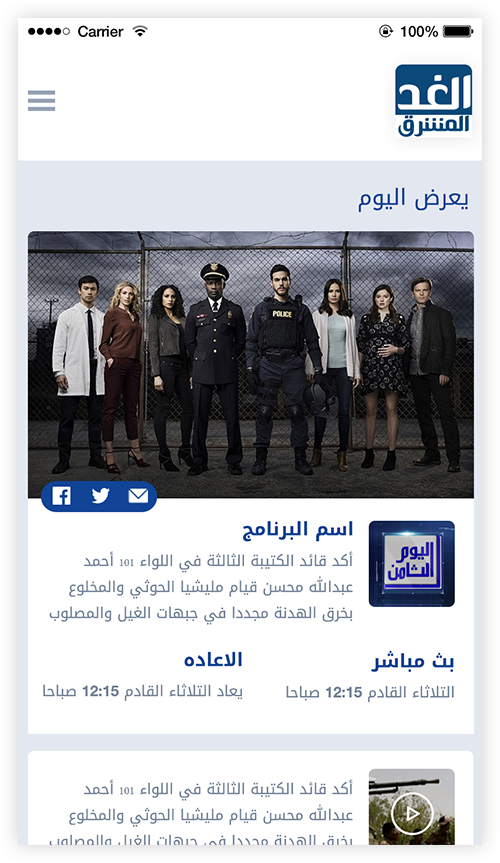 Carrier
100%
الغد
المشرق
يعرض اليوم
POLICE
اسم البرنامج
أكد قائد الكتيبة الثالثة في اللواء 101 أحمد
عبدالله محسن قيام مليشيا الحوثي والمخلوع
بخرق الهدنة مجددا في جبهات الغيل والمصلوب
اليوم
الثامن
بث مباشر
التلاثاء القادم 12:15 صباحا
الاعاده
يعاد التلاثاء القادم 12:15 صباحا
أكد قائد الكتيبة الثالثة في اللواء 101 أحمد
عبدالله محسن قيام مليشيا الحوثي والمخلوع
بخرق الهدنة مجددا في جبهات الغيل والمصلوب